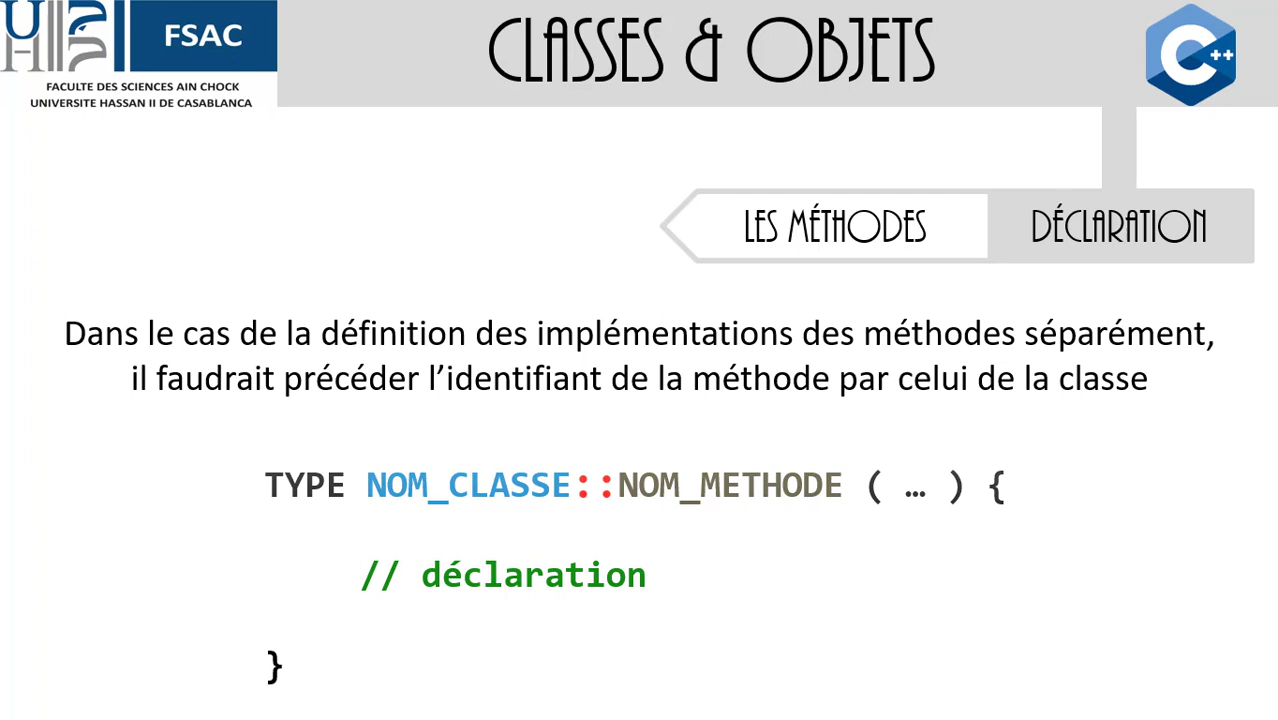 UH
FSAC
FACULTE DES SCIENCES AIN CHOCK
UNIVERSITE HASSAN II DE CASABLANCA
CLASSES & OBJETS
C++
LES MÉTHODES
DÉCLARATION
Dans le cas de la définition des implémentations des méthodes séparément,
il faudrait précéder l’identifiant de la méthode par celui de la classe
TYPE NOM_CLASSE::NOM_METHODE ( … ) {
// déclaration
}